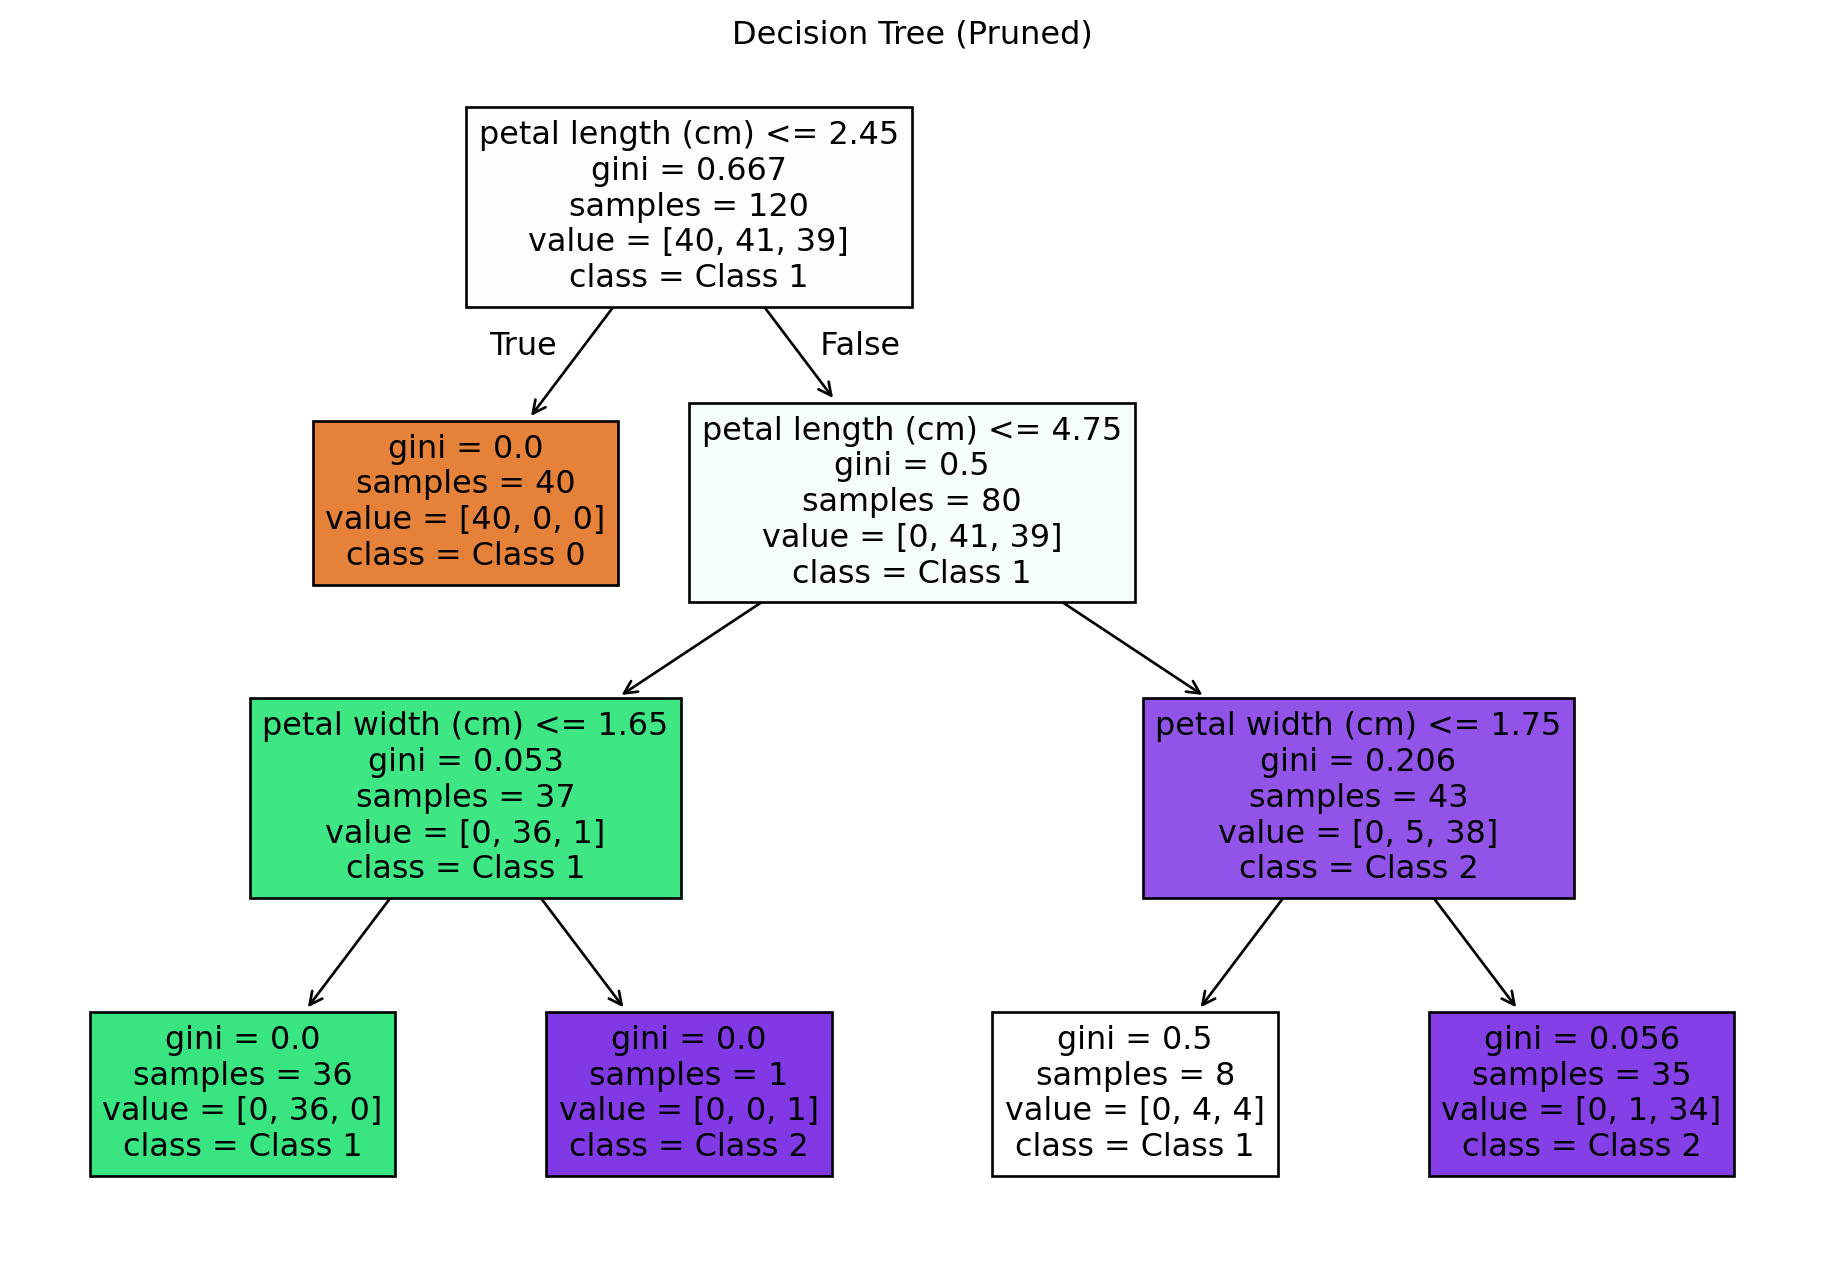 Decision Tree (Pruned)
petal length (cm) <= 2.45
gini = 0.667
samples = 120
value = [40, 41, 39]
class = Class 1
True
False
gini = 0.0
samples = 40
value = [40, 0, 0]
class = Class 0
petal length (cm) <= 4.75
gini = 0.5
samples = 80
value = [0, 41, 39]
class = Class 1
petal width (cm) <= 1.65
gini = 0.053
samples = 37
value = [0, 36, 1]
class = Class 1
petal width (cm) <= 1.75
gini = 0.206
samples = 43
value = [0, 5, 38]
class = Class 2
gini = 0.0
samples = 36
value = [0, 36, 0]
class = Class 1
gini = 0.0
samples = 1
value = [0, 0, 1]
class = Class 2
gini = 0.5
samples = 8
value = [0, 4, 4]
class = Class 1
gini = 0.056
samples = 35
value = [0, 1, 34]
class = Class 2